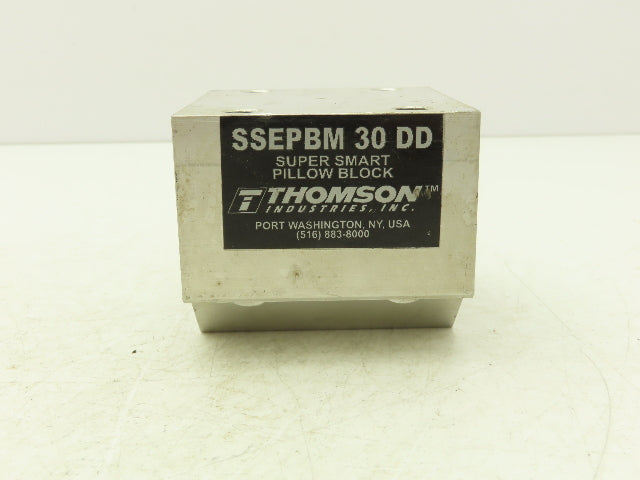 SSEPBM 30 DD
SUPER SMART
PILLOW BLOCK
THOMSON™
INDUSTRIES, INC.
PORT WASHINGTON, NY, USA
(516) 883-8000